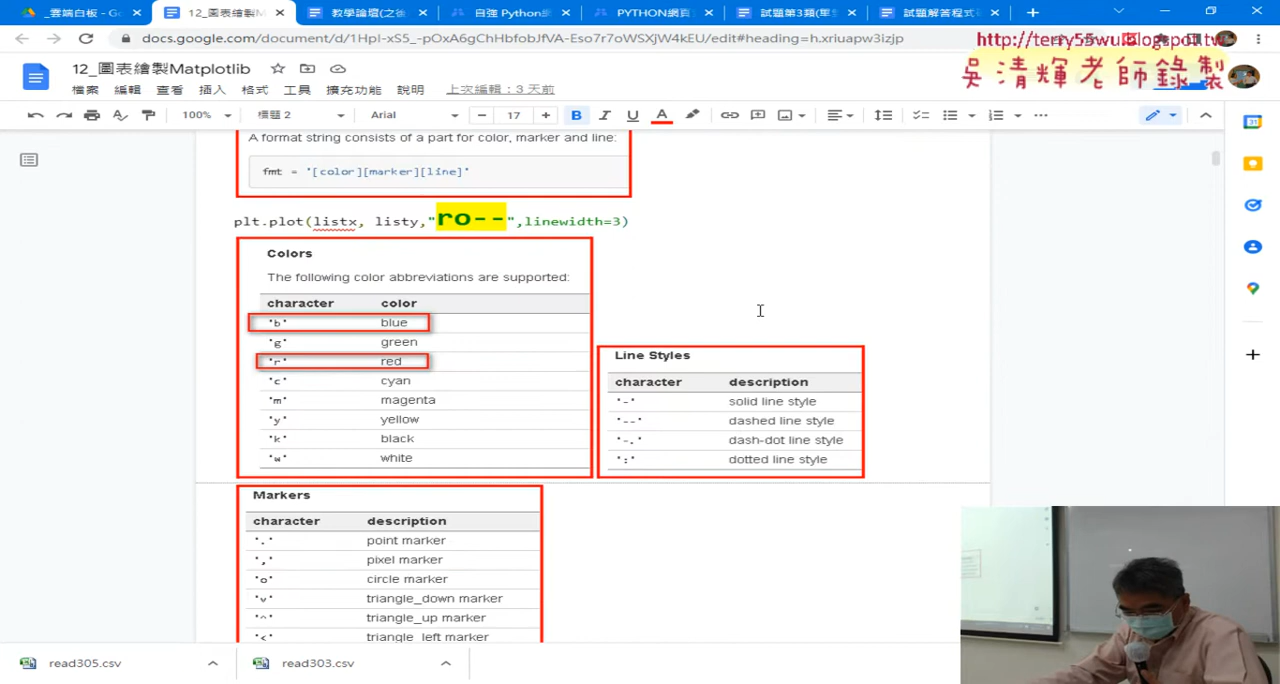 _雲端白板 - Go
12_圖表繪製M
教學論壇(之後
自強 Python
PYTHON網頁
試題第3類(單
試題解答程式
docs.google.com/document/d/1HpI-xS5_-pOxA6gChHbfobJfVA-Eso7r7oWSXjW4kEU/edit#heading=h.xriuapw3izjp
http://terry55wu.blogspot.tw
吳清輝老師錄製
12_圖表繪製Matplotlib
檔案 編輯 查看 插入 格式 工具 擴充功能 說明 上次編輯：3 天前
100% 標題 2 Arial − 17 + B I U A
A format string consists of a part for color, marker and line:
fmt = '[color][marker][line]'
plt.plot(listx, listy,"ro--",linewidth=3)
Colors
The following color abbreviations are supported:
character color
'b' blue
'g' green
'r' red
'c' cyan
'm' magenta
'y' yellow
'k' black
'w' white
Line Styles
character description
'-' solid line style
'--' dashed line style
'-.' dash-dot line style
':' dotted line style
Markers
character description
'.' point marker
',' pixel marker
'o' circle marker
'v' triangle_down marker
'^' triangle_up marker
'<' triangle_left marker
read305.csv
read303.csv